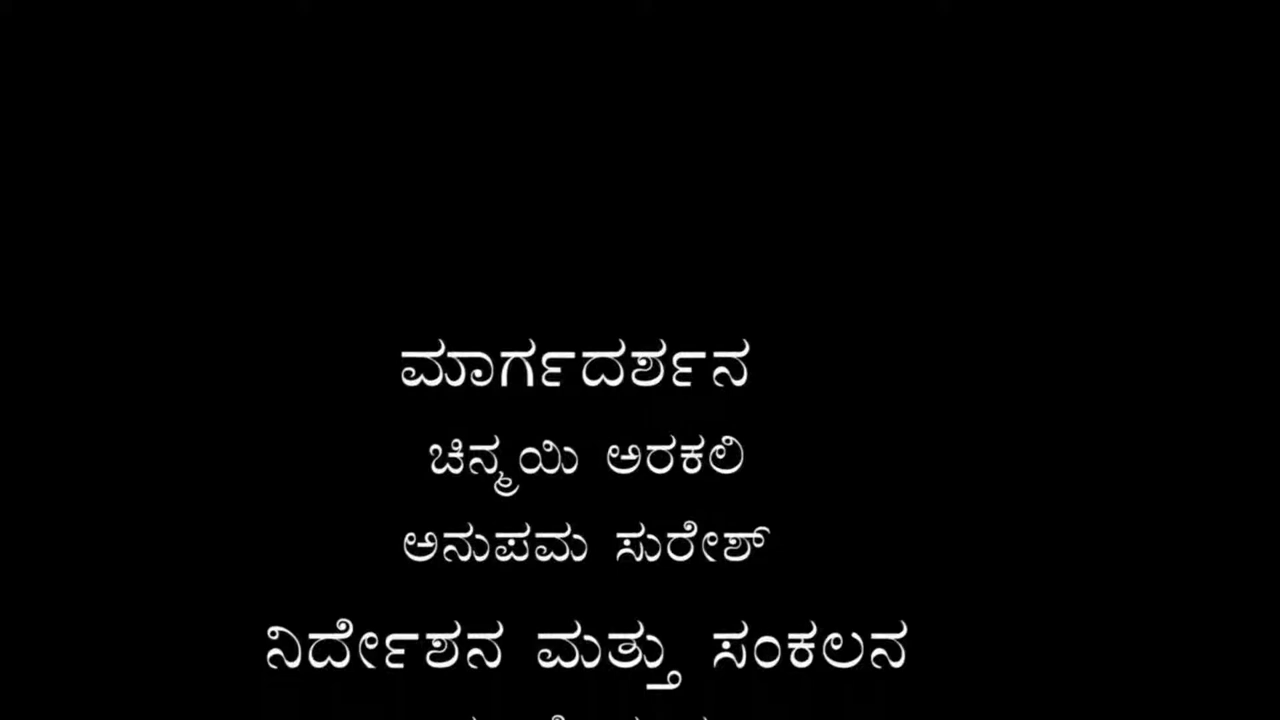 ಮಾರ್ಗದರ್ಶನ
ಚಿನ್ಮಯಿ ಅರಕಲಿ
ಅನುಪಮ ಸುರೇಶ್
ನಿರ್ದೇಶನ ಮತ್ತು ಸಂಕಲನ